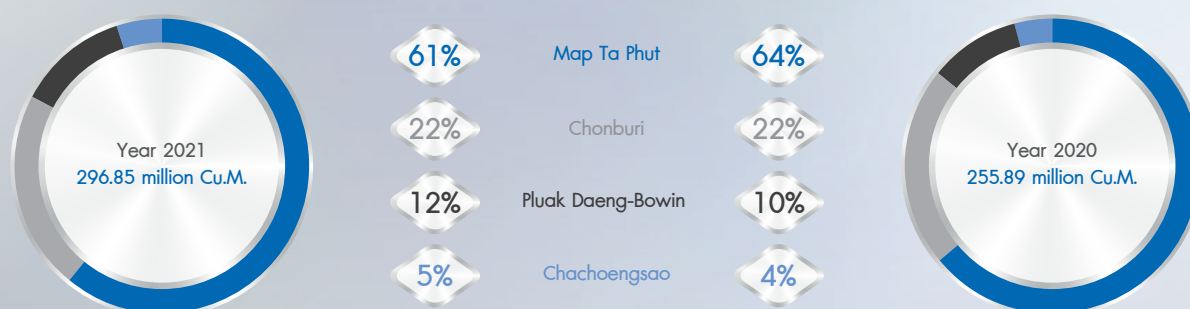 Year 2021
296.85 million Cu.M.
61% Map Ta Phut 64%
22% Chonburi 22%
12% Pluak Daeng-Bowin 10%
5% Chachoengsao 4%
Year 2020
255.89 million Cu.M.